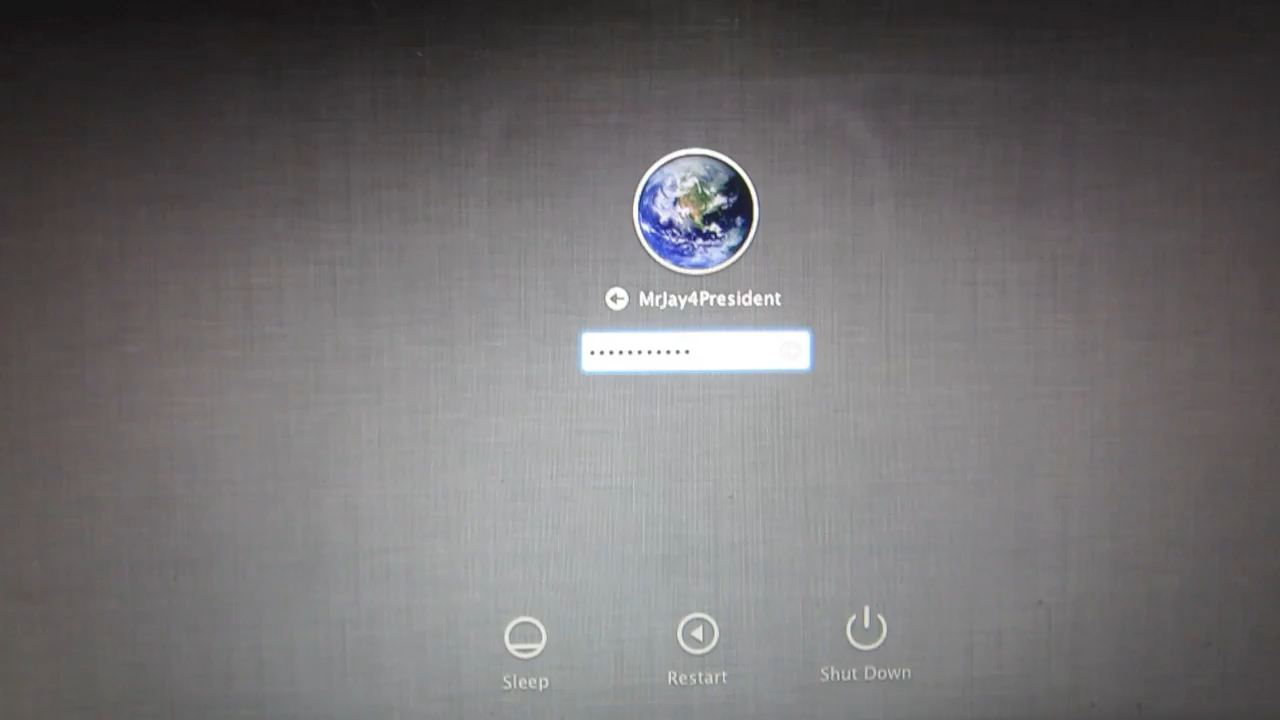 MrJay4President
•••••••••••
Sleep
Restart
Shut Down